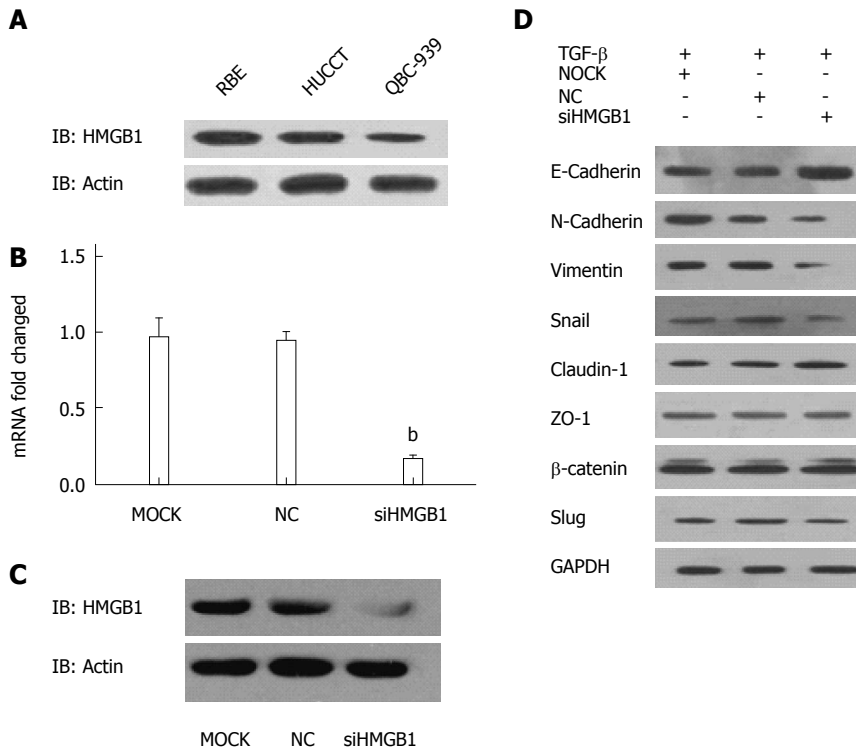 A
RBE HUCCT QBC-939
IB: HMGB1
IB: Actin
B
mRNA fold changed
1.5
1.0
0.5
0.0
b
MOCK NC siHMGB1
C
IB: HMGB1
IB: Actin
MOCK NC siHMGB1
D
TGF-β + + +
NOCK + - -
NC - + -
siHMGB1 - - +
E-Cadherin
N-Cadherin
Vimentin
Snail
Claudin-1
ZO-1
β-catenin
Slug
GAPDH